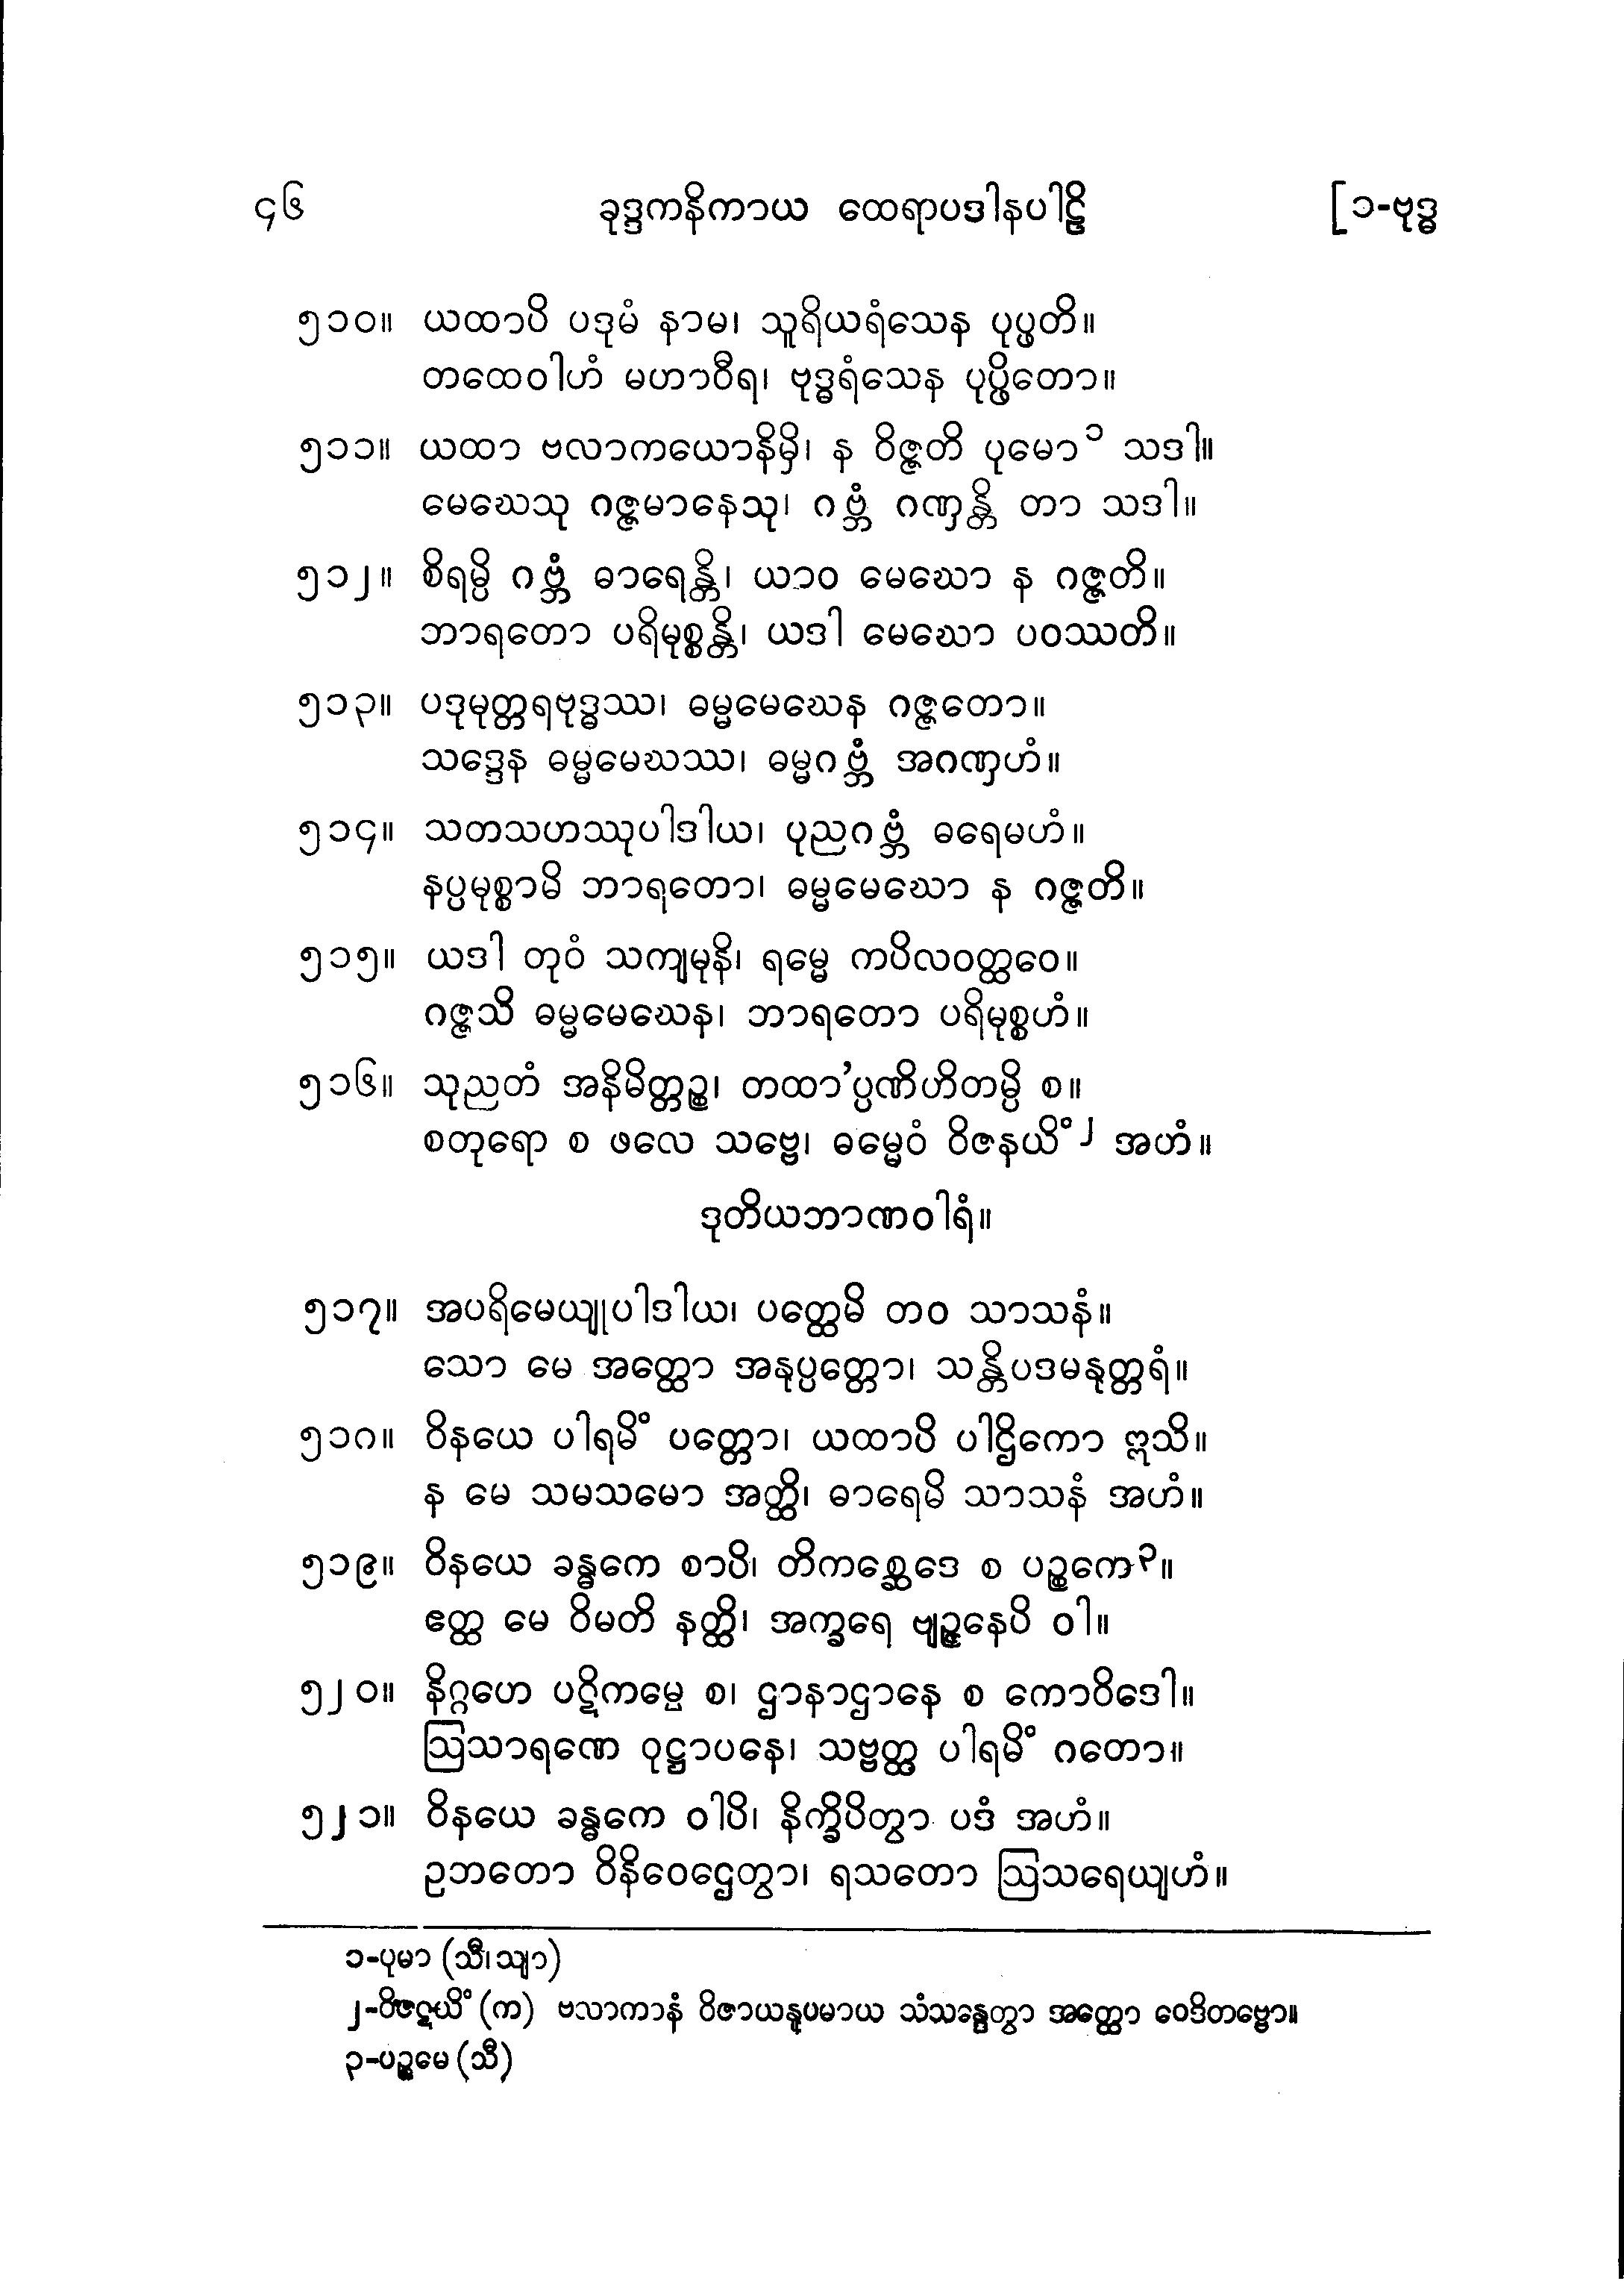 ၄၆ ခုဒ္ဒကနိကာယ ထေရာပဒါနပါဠိ [၁-ဗုဒ္ဓ
၅၁၀။ ယထာပိ ပဒုမံ နာမ၊ သူရိယရံသေန ပုပ္ဖတိ။
တထေဝါဟံ မဟာဝီရ၊ ဗုဒ္ဓရံသေန ပုပ္ဖိတော။
၅၁၁။ ယထာ ဗလာကယောနိမှိ၊ န ဝိဇ္ဇတိ ပုမော၁ သဒါ။
မေဃေသု ဂဇ္ဇမာနေသု၊ ဂဗ္ဘံ ဂဏှန္တိ တာ သဒါ။
၅၁၂။ စိရမ္ပိ ဂဗ္ဘံ ဓာရေန္တိ၊ ယာဝ မေဃော န ဂဇ္ဇတိ။
ဘာရတော ပရိမုစ္စန္တိ၊ ယဒါ မေဃော ပဝဿတိ။
၅၁၃။ ပဒုမုတ္တရဗုဒ္ဓဿ၊ ဓမ္မမေဃေန ဂဇ္ဇတော။
သဒ္ဒေန ဓမ္မမေဃဿ၊ ဓမ္မဂဗ္ဘံ အဂဏှဟံ။
၅၁၄။ သတသဟဿုပါဒါယ၊ ပုညဂဗ္ဘံ ဓရေမဟံ။
နပ္ပမုစ္စာမိ ဘာရတော၊ ဓမ္မမေဃော န ဂဇ္ဇတိ။
၅၁၅။ ယဒါ တုဝံ သကျမုနိ၊ ရမ္မေ ကပိလဝတ္ထဝေ။
ဂဇ္ဇသိ ဓမ္မမေဃေန၊ ဘာရတော ပရိမုစ္စဟံ။
၅၁၆။ သုညတံ အနိမိတ္တဉ္စ၊ တထာ’ပ္ပဏိဟိတမ္ပိ စ။
စတုရော စ ဖလေ သဗ္ဗေ၊ ဓမ္မေဝံ ဝိဇနယိံ၂ အဟံ။
ဒုတိယဘာဏဝါရံ။
၅၁၇။ အပရိမေယျုပါဒါယ၊ ပတ္ထေမိ တဝ သာသနံ။
သော မေ အတ္ထော အနုပ္ပတ္တော၊ သန္တိပဒမနုတ္တရံ။
၅၁၈။ ဝိနယေ ပါရမိံ ပတ္တော၊ ယထာပိ ပါဌိကော ဣသိ။
န မေ သမသမော အတ္ထိ၊ ဓာရေမိ သာသနံ အဟံ။
၅၁၉။ ဝိနယေ ခန္ဓကေ စာပိ၊ တိကစ္ဆေဒေ စ ပဉ္စကေ၃။
ဧတ္ထ မေ ဝိမတိ နတ္ထိ၊ အက္ခရေ ဗျဉ္ဇနေပိ ဝါ။
၅၂၀။ နိဂ္ဂဟေ ပဋိကမ္မေ စ၊ ဌာနာဌာနေ စ ကောဝိဒေါ။
ဩသာရဏေ ဝုဋ္ဌာပနေ၊ သဗ္ဗတ္ထ ပါရမိံ ဂတော။
၅၂၁။ ဝိနယေ ခန္ဓကေ ဝါပိ၊ နိက္ခိပိတွာ ပဒံ အဟံ။
ဥဘတော ဝိနိဝေဌေတွာ၊ ရသတော ဩသရေယျဟံ။
၁-ပုမာ (သီ၊ သျာ)
၂-ဝိဇဋယိံ (က) ဗလာကာနံ ဝိဇာယနူပမာယ သံသန္ဒေတွာ အတ္ထော ဝေဒိတဗ္ဗော။
၃-ပဉ္စမေ (သီ)